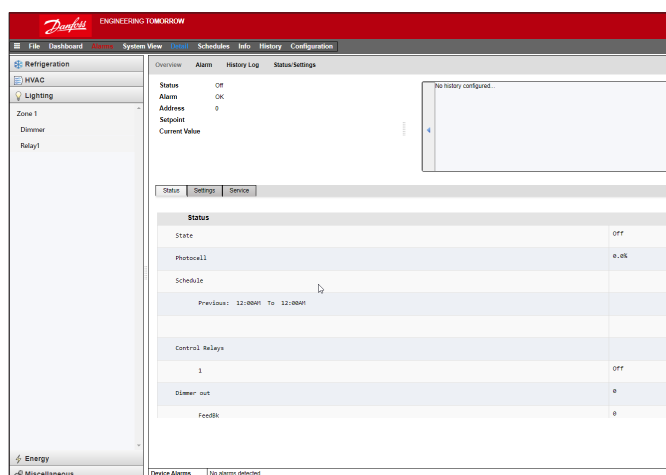 Danfoss ENGINEERING TOMORROW
File Dashboard Alarms System View Detail Schedules Info History Configuration
Refrigeration
HVAC
Lighting
Zone 1
Dimmer
Relay1
Energy
Miscellaneous
Overview Alarm History Log Status/Settings
Status Off
Alarm OK
Address 0
Setpoint
Current Value
No history configured...
Status Settings Service
Status
State Off
Photocell 0.0%
Schedule
Previous: 12:00AM To 12:00AM
Control Relays
1 Off
Dimmer out 0
FeedBk 0
Device Alarms No alarms detected